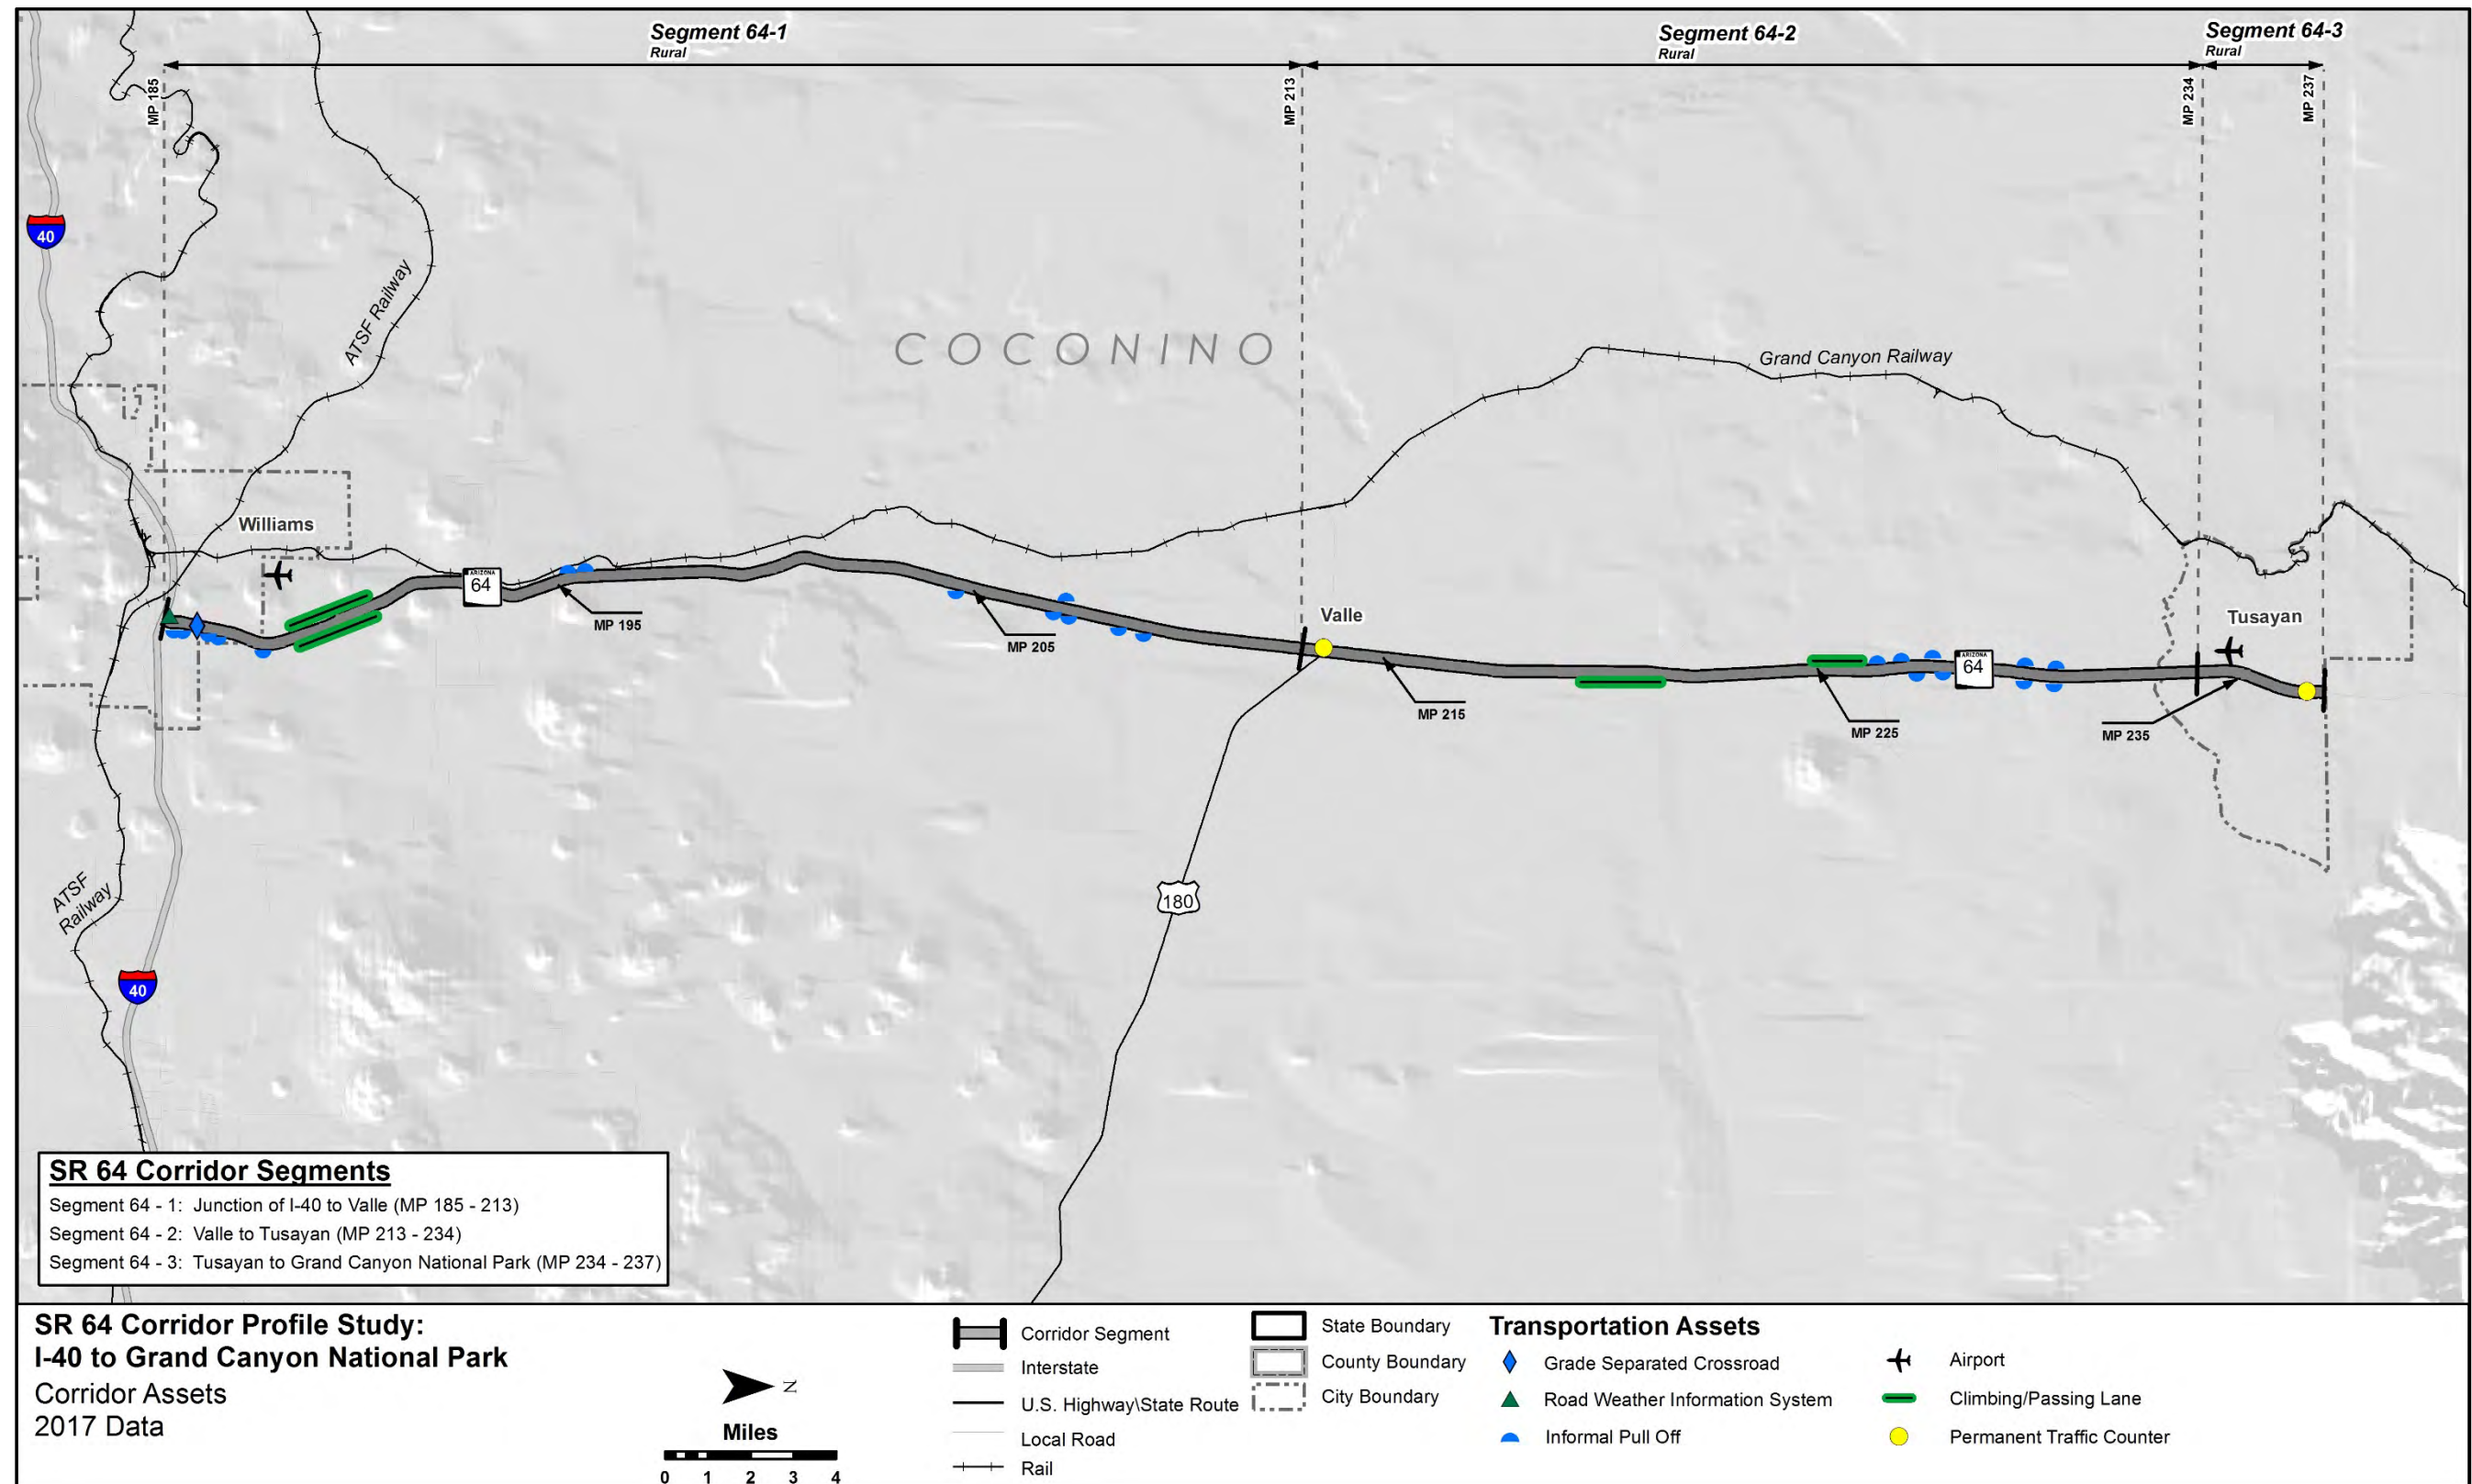 Segment 64-1
Rural
Segment 64-2
Rural
Segment 64-3
Rural
MP 185
MP 213
MP 234
MP 237
40
ATSF Railway
COCONINO
Grand Canyon Railway
Williams
ARIZONA
64
MP 195
MP 205
Valle
MP 215
MP 225
ARIZONA
64
Tusayan
MP 235
180
ATSF
Railway
40
SR 64 Corridor Segments
Segment 64 - 1: Junction of I-40 to Valle (MP 185 - 213)
Segment 64 - 2: Valle to Tusayan (MP 213 - 234)
Segment 64 - 3: Tusayan to Grand Canyon National Park (MP 234 - 237)
SR 64 Corridor Profile Study:
I-40 to Grand Canyon National Park
Corridor Assets
2017 Data
N
Miles
0 1 2 3 4
Corridor Segment
Interstate
U.S. Highway\State Route
Local Road
Rail
State Boundary
County Boundary
City Boundary
Transportation Assets
Grade Separated Crossroad
Road Weather Information System
Informal Pull Off
Airport
Climbing/Passing Lane
Permanent Traffic Counter